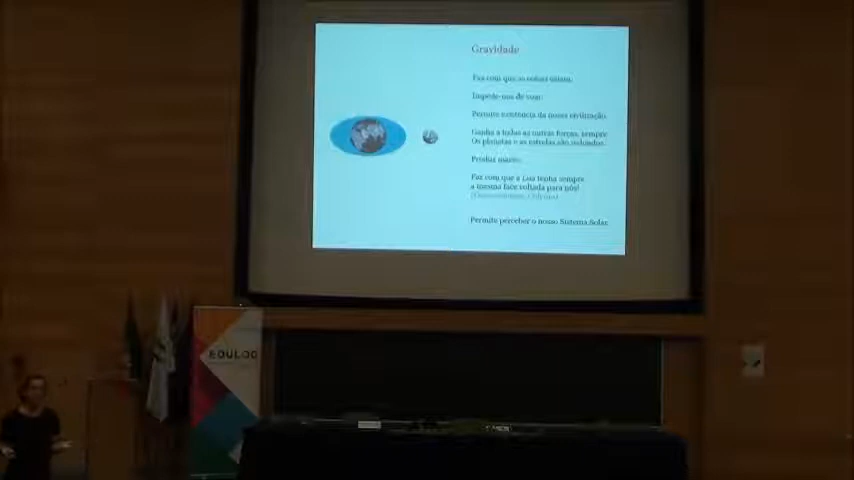 Gravidade
Faz com que as coisas caiam.
Impede-nos de voar.
Permite existência da nossa civilização.
Ganha a todas as outras forças, sempre.
Os planetas e as estrelas são redondos.
Produz marés.
Faz com que a Lua tenha sempre
a mesma face voltada para nós!
Permite perceber o nosso Sistema Solar.
EDULOG